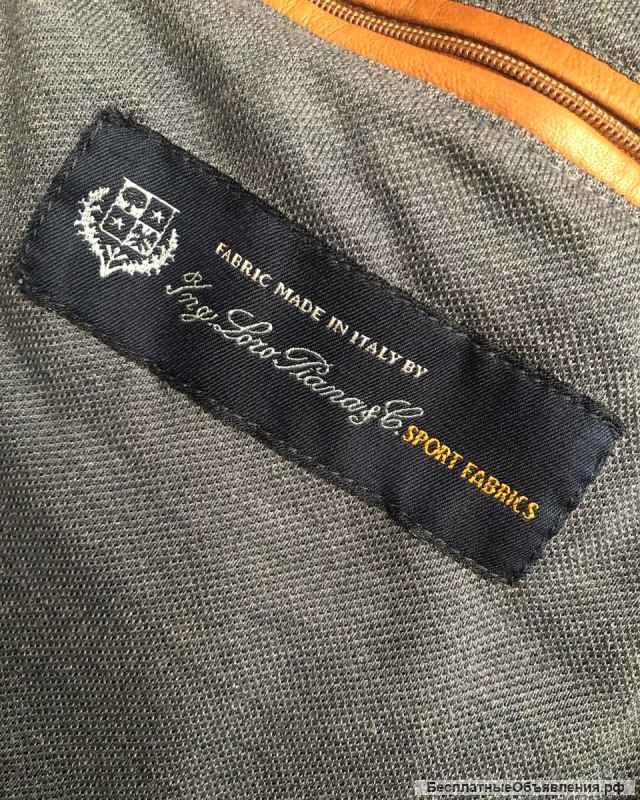 FABRIC MADE IN ITALY BY
Ing. Loro Piana & C.
SPORT FABRICS
БесплатныеОбъявления.рф